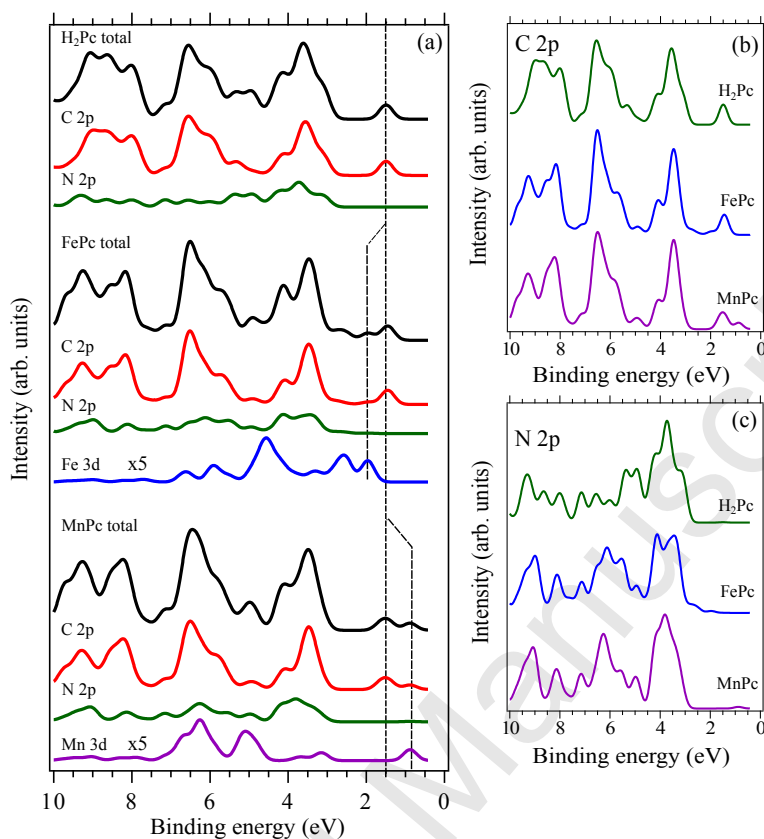 (a)
H₂Pc total
C 2p
N 2p
FePc total
C 2p
N 2p
Fe 3d x5
MnPc total
C 2p
N 2p
Mn 3d x5
Intensity (arb. units)
10 8 6 4 2 0
Binding energy (eV)
C 2p (b)
H₂Pc
FePc
MnPc
Intensity (arb. units)
10 8 6 4 2 0
Binding energy (eV)
N 2p (c)
H₂Pc
FePc
MnPc
Intensity (arb. units)
10 8 6 4 2 0
Binding energy (eV)
Manusc